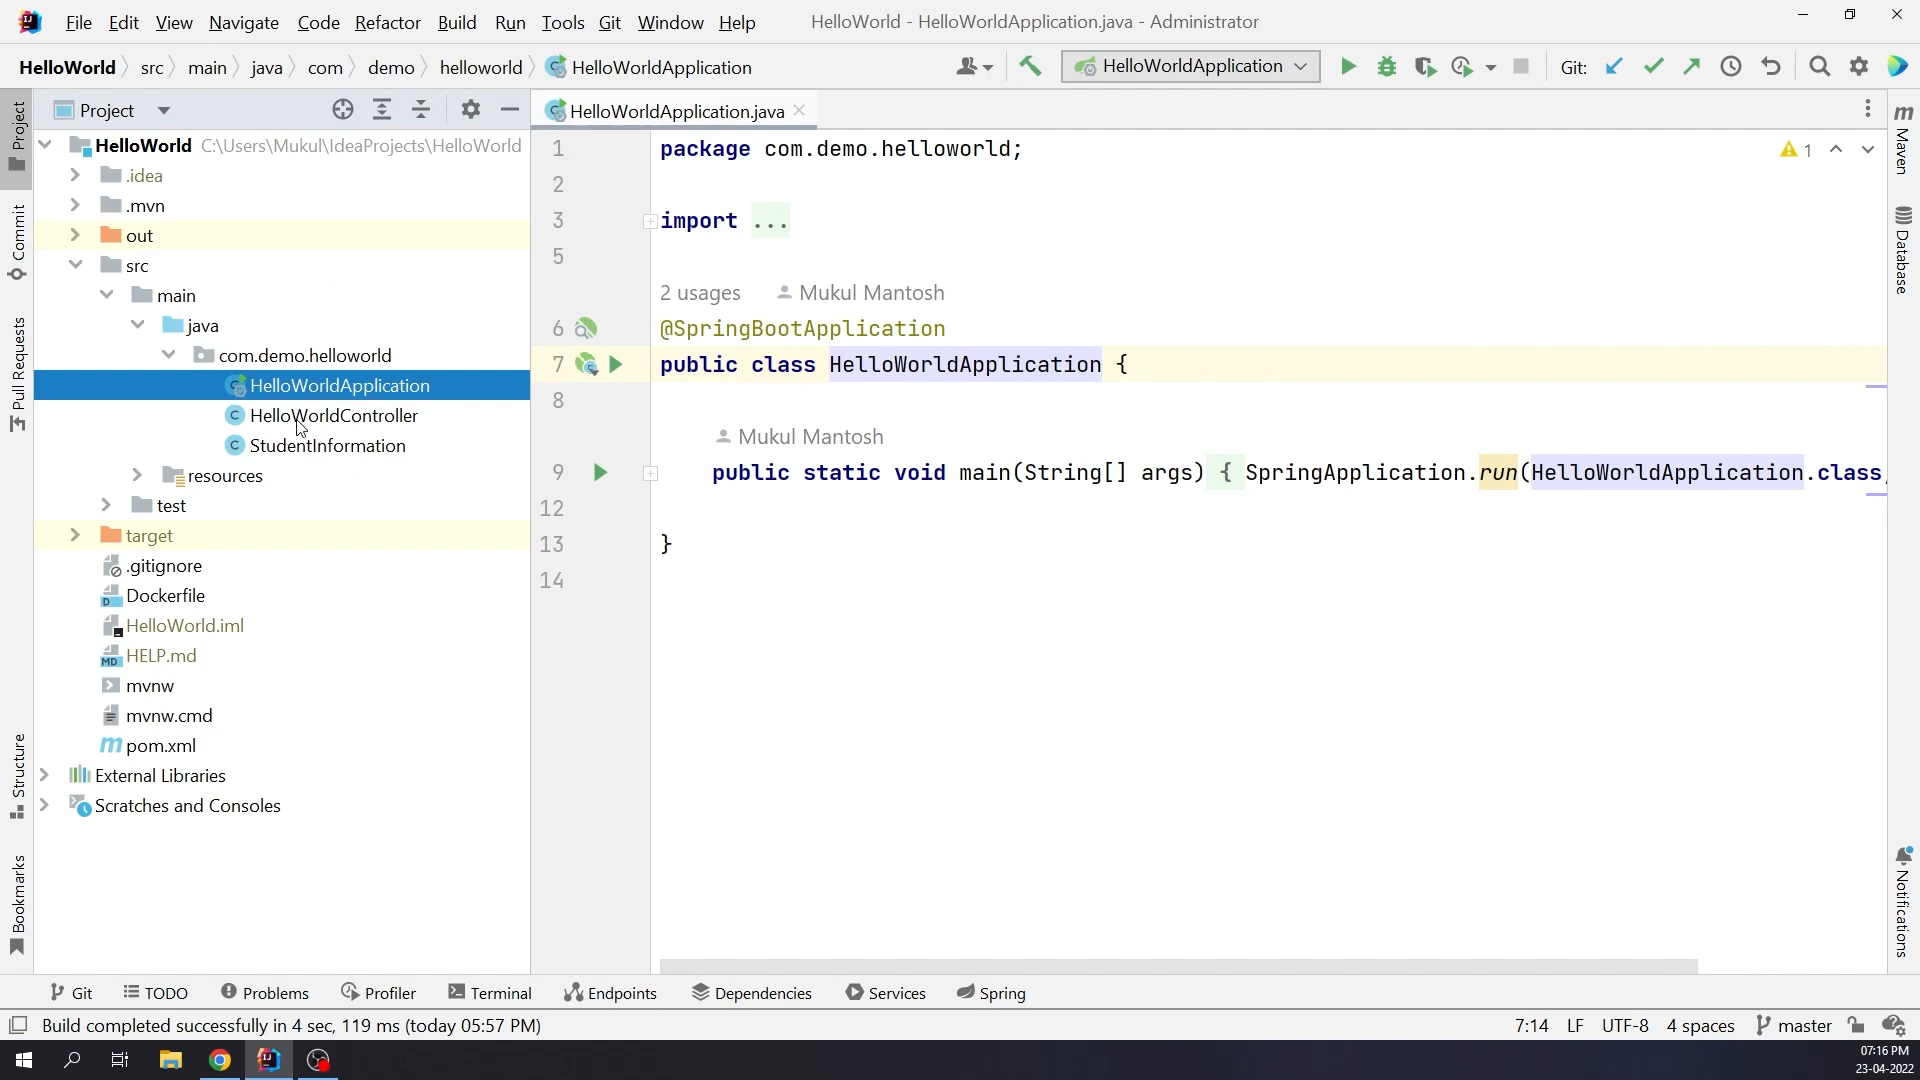 File Edit View Navigate Code Refactor Build Run Tools Git Window Help HelloWorld - HelloWorldApplication.java - Administrator
HelloWorld src main java com demo helloworld HelloWorldApplication HelloWorldApplication Git:
Project
HelloWorldApplication.java
Project
Commit
Pull Requests
Structure
Bookmarks
HelloWorld C:\Users\Mukul\IdeaProjects\HelloWorld
.idea
.mvn
out
src
main
java
com.demo.helloworld
HelloWorldApplication
HelloWorldController
StudentInformation
resources
test
target
.gitignore
Dockerfile
HelloWorld.iml
HELP.md
mvnw
mvnw.cmd
pom.xml
External Libraries
Scratches and Consoles
1 package com.demo.helloworld;
2
3 import ...
5
2 usages Mukul Mantosh
6 @SpringBootApplication
7 public class HelloWorldApplication {
8
Mukul Mantosh
9 public static void main(String[] args) { SpringApplication.run(HelloWorldApplication.class,
12
13 }
14
1
m Maven
Database
Notifications
Git TODO Problems Profiler Terminal Endpoints Dependencies Services Spring
Build completed successfully in 4 sec, 119 ms (today 05:57 PM) 7:14 LF UTF-8 4 spaces master
07:16 PM
23-04-2022